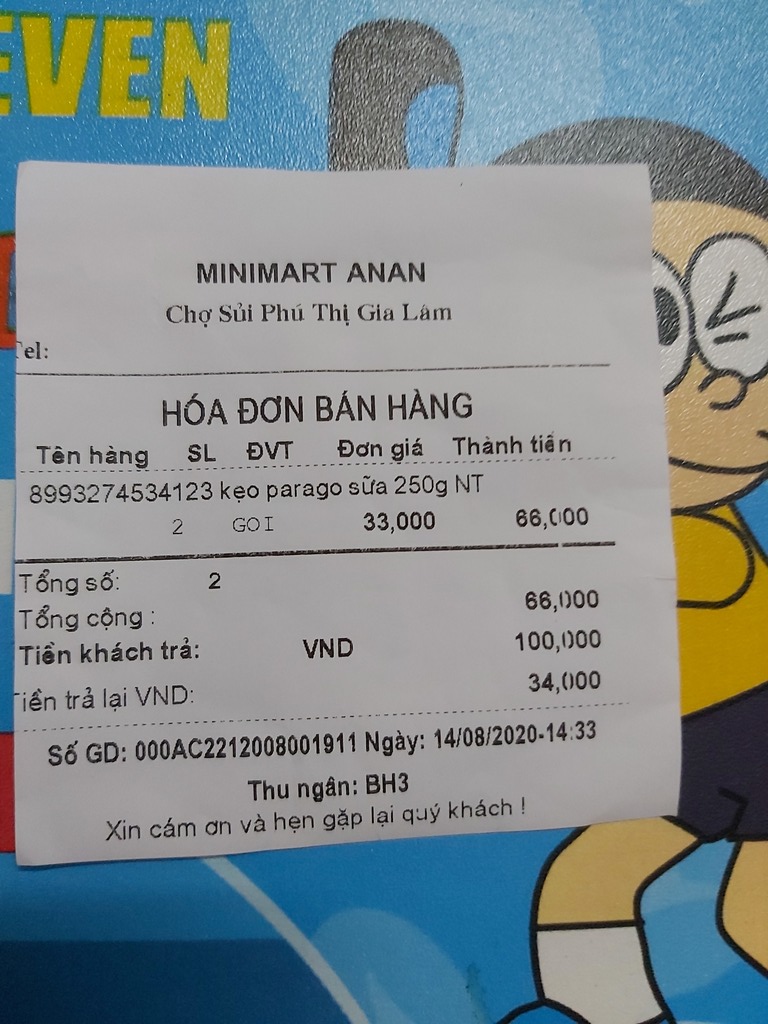 EVEN
MINIMART ANAN
Chợ Sủi Phú Thị Gia Lâm
Tel:
HÓA ĐƠN BÁN HÀNG
Tên hàng SL ĐVT Đơn giá Thành tiền
8993274534123 kẹo parago sữa 250g NT
2 GOI 33,000 66,000
Tổng số: 2
Tổng cộng : 66,000
Tiền khách trả: VND 100,000
Tiền trả lại VND: 34,000
Số GD: 000AC2212008001911 Ngày: 14/08/2020-14:33
Thu ngân: BH3
Xin cám ơn và hẹn gặp lại quý khách !